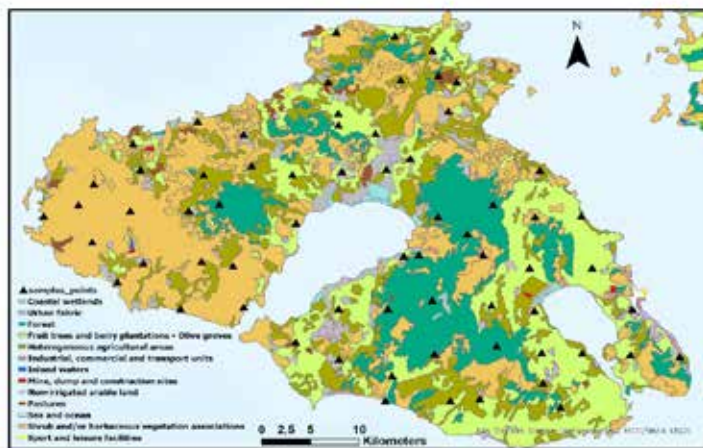 N
samples_points
Coastal wetlands
Urban fabric
Forest
Fruit trees and berry plantations - Olive groves
Heterogeneous agricultural areas
Industrial, commercial and transport units
Inland waters
Mine, dump and construction sites
Non-irrigated arable land
Pastures
Sea and ocean
Shrub and/or herbaceous vegetation associations
Sport and leisure facilities
0 2,5 5 10
Kilometers